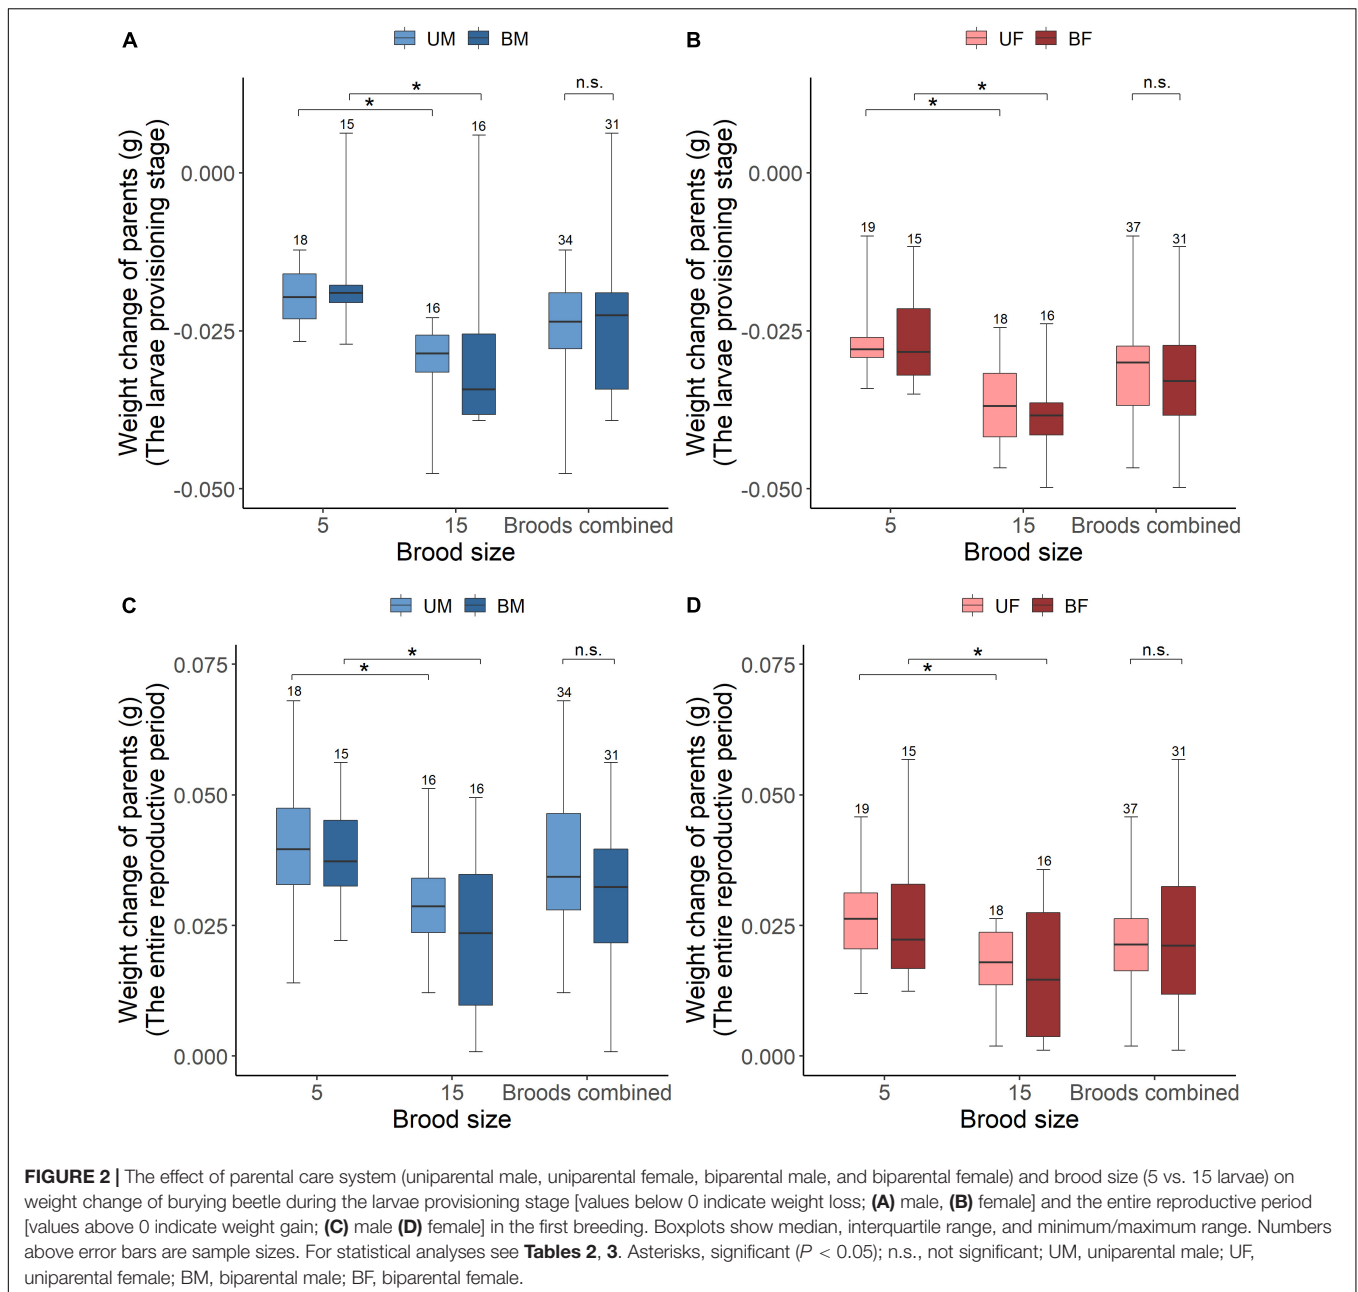 A
UM BM
Weight change of parents (g)
(The larvae provisioning stage)
0.000
-0.025
-0.050
* * n.s.
18 15 16 16 34 31
5 15 Broods combined
Brood size
B
UF BF
Weight change of parents (g)
(The larvae provisioning stage)
0.000
-0.025
-0.050
* * n.s.
19 15 18 16 37 31
5 15 Broods combined
Brood size
C
UM BM
Weight change of parents (g)
(The entire reproductive period)
0.075
0.050
0.025
0.000
* * n.s.
18 15 16 16 34 31
5 15 Broods combined
Brood size
D
UF BF
Weight change of parents (g)
(The entire reproductive period)
0.075
0.050
0.025
0.000
* * n.s.
19 15 18 16 37 31
5 15 Broods combined
Brood size
FIGURE 2 | The effect of parental care system (uniparental male, uniparental female, biparental male, and biparental female) and brood size (5 vs. 15 larvae) on
weight change of burying beetle during the larvae provisioning stage [values below 0 indicate weight loss; (A) male, (B) female] and the entire reproductive period
[values above 0 indicate weight gain; (C) male (D) female] in the first breeding. Boxplots show median, interquartile range, and minimum/maximum range. Numbers
above error bars are sample sizes. For statistical analyses see Tables 2, 3. Asterisks, significant (P < 0.05); n.s., not significant; UM, uniparental male; UF,
uniparental female; BM, biparental male; BF, biparental female.